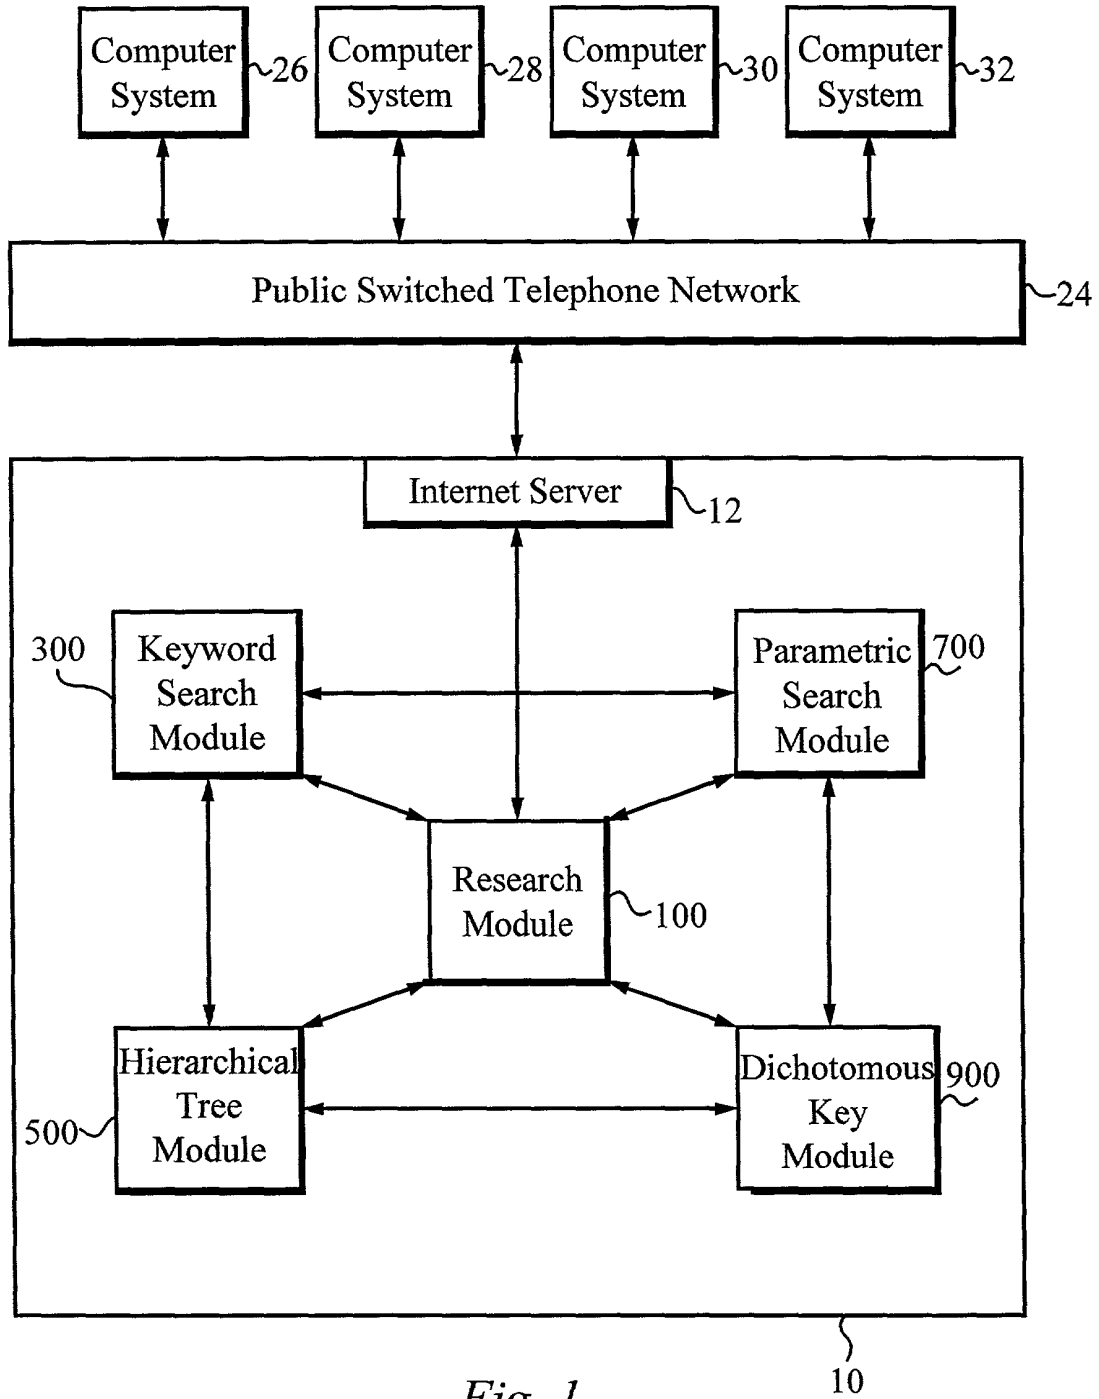 Computer
System
26
Computer
System
28
Computer
System
30
Computer
System
32
Public Switched Telephone Network
24
Internet Server
12
300
Keyword
Search
Module
Parametric
Search
Module
700
Research
Module
100
Hierarchical
Tree
Module
500
Dichotomous
Key
Module
900
10
Fig. 1